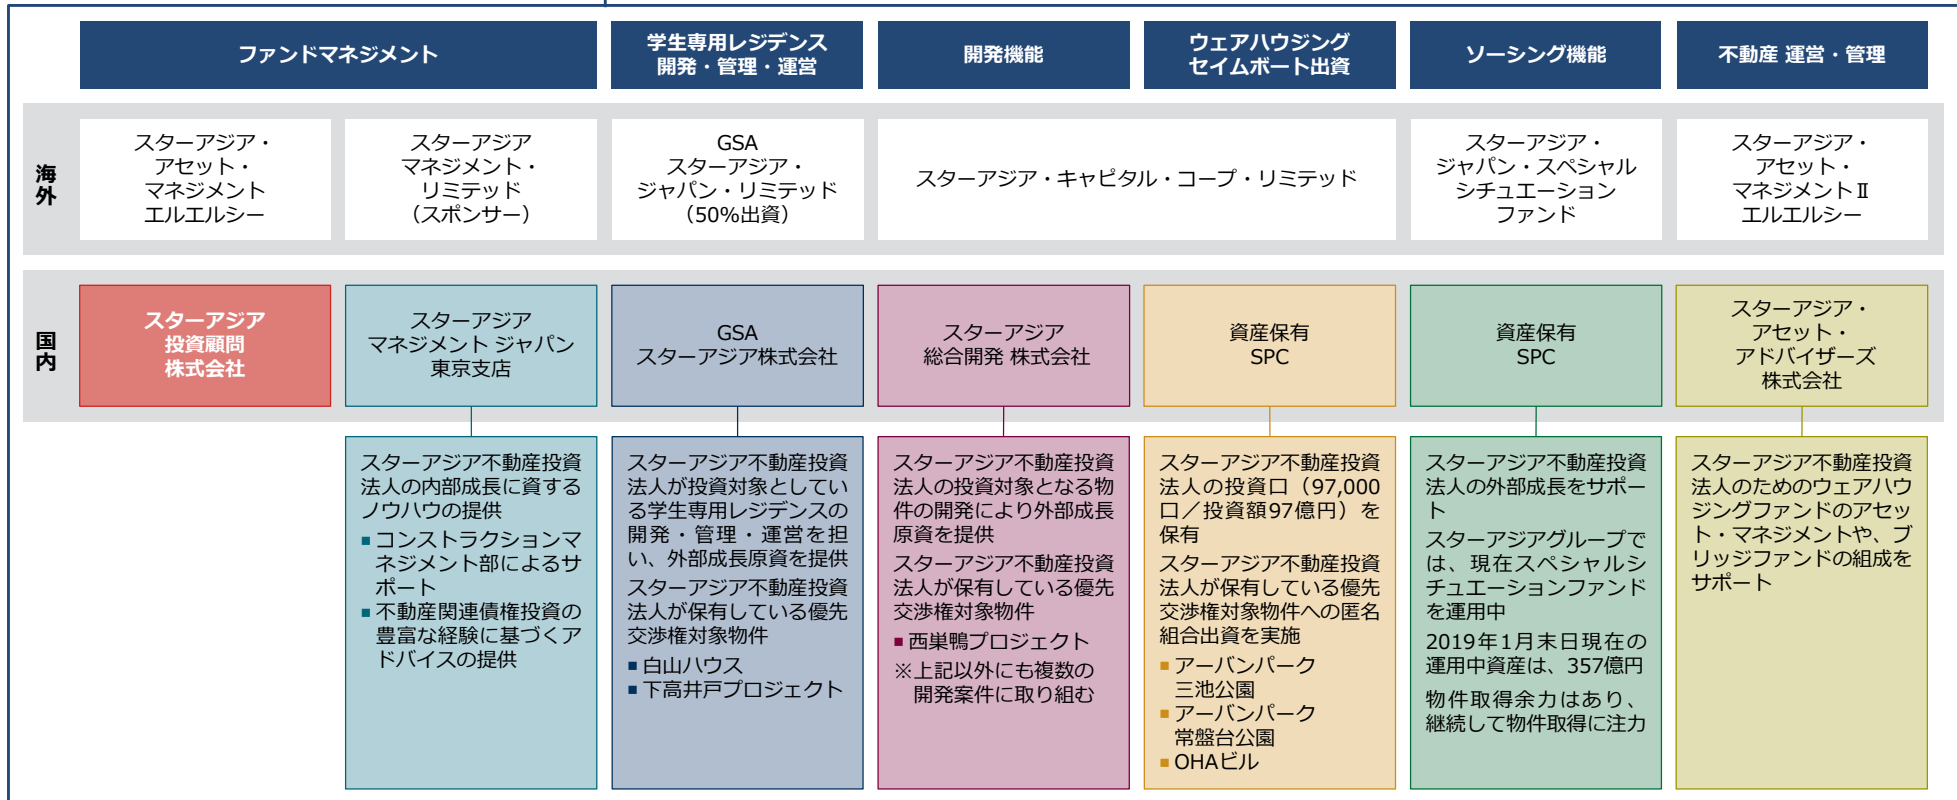 ファンドマネジメント
学生専用レジデンス
開発・管理・運営
開発機能
ウェアハウジング
セイムボート出資
ソーシング機能
不動産 運営・管理
海外
スターアジア・
アセット・
マネジメント
エルエルシー
スターアジア
マネジメント・
リミテッド
（スポンサー）
GSA
スターアジア・
ジャパン・リミテッド
（50%出資）
スターアジア・キャピタル・コープ・リミテッド
スターアジア・
ジャパン・スペシャル
シチュエーション
ファンド
スターアジア・
アセット・
マネジメントⅡ
エルエルシー
国内
スターアジア
投資顧問
株式会社
スターアジア
マネジメント ジャパン
東京支店
GSA
スターアジア株式会社
スターアジア
総合開発 株式会社
資産保有
SPC
資産保有
SPC
スターアジア・
アセット・
アドバイザーズ
株式会社
スターアジア不動産投資
法人の内部成長に資する
ノウハウの提供
■コンストラクションマ
ネジメント部によるサ
ポート
■不動産関連債権投資の
豊富な経験に基づくア
ドバイスの提供
スターアジア不動産投資
法人が投資対象としてい
る学生専用レジデンスの
開発・管理・運営を担
い、外部成長原資を提供
スターアジア不動産投資
法人が保有している優先
交渉権対象物件
■白山ハウス
■下高井戸プロジェクト
スターアジア不動産投資
法人の投資対象となる物
件の開発により外部成長
原資を提供
スターアジア不動産投資
法人が保有している優先
交渉権対象物件
■西巣鴨プロジェクト
※上記以外にも複数の
開発案件に取り組む
スターアジア不動産投資
法人の投資口（97,000
口／投資額97億円）を
保有
スターアジア不動産投資
法人が保有している優先
交渉権対象物件への匿名
組合出資を実施
■アーバンパーク
三池公園
■アーバンパーク
常盤台公園
■OHAビル
スターアジア不動産投資
法人の外部成長をサポー
ト
スターアジアグループで
は、現在スペシャルシ
チュエーションファンド
を運用中
2019年1月末日現在の
運用中資産は、357億円
物件取得余力はあり、
継続して物件取得に注力
スターアジア不動産投資
法人のためのウェアハウ
ジングファンドのアセッ
ト・マネジメントや、ブ
リッジファンドの組成を
サポート